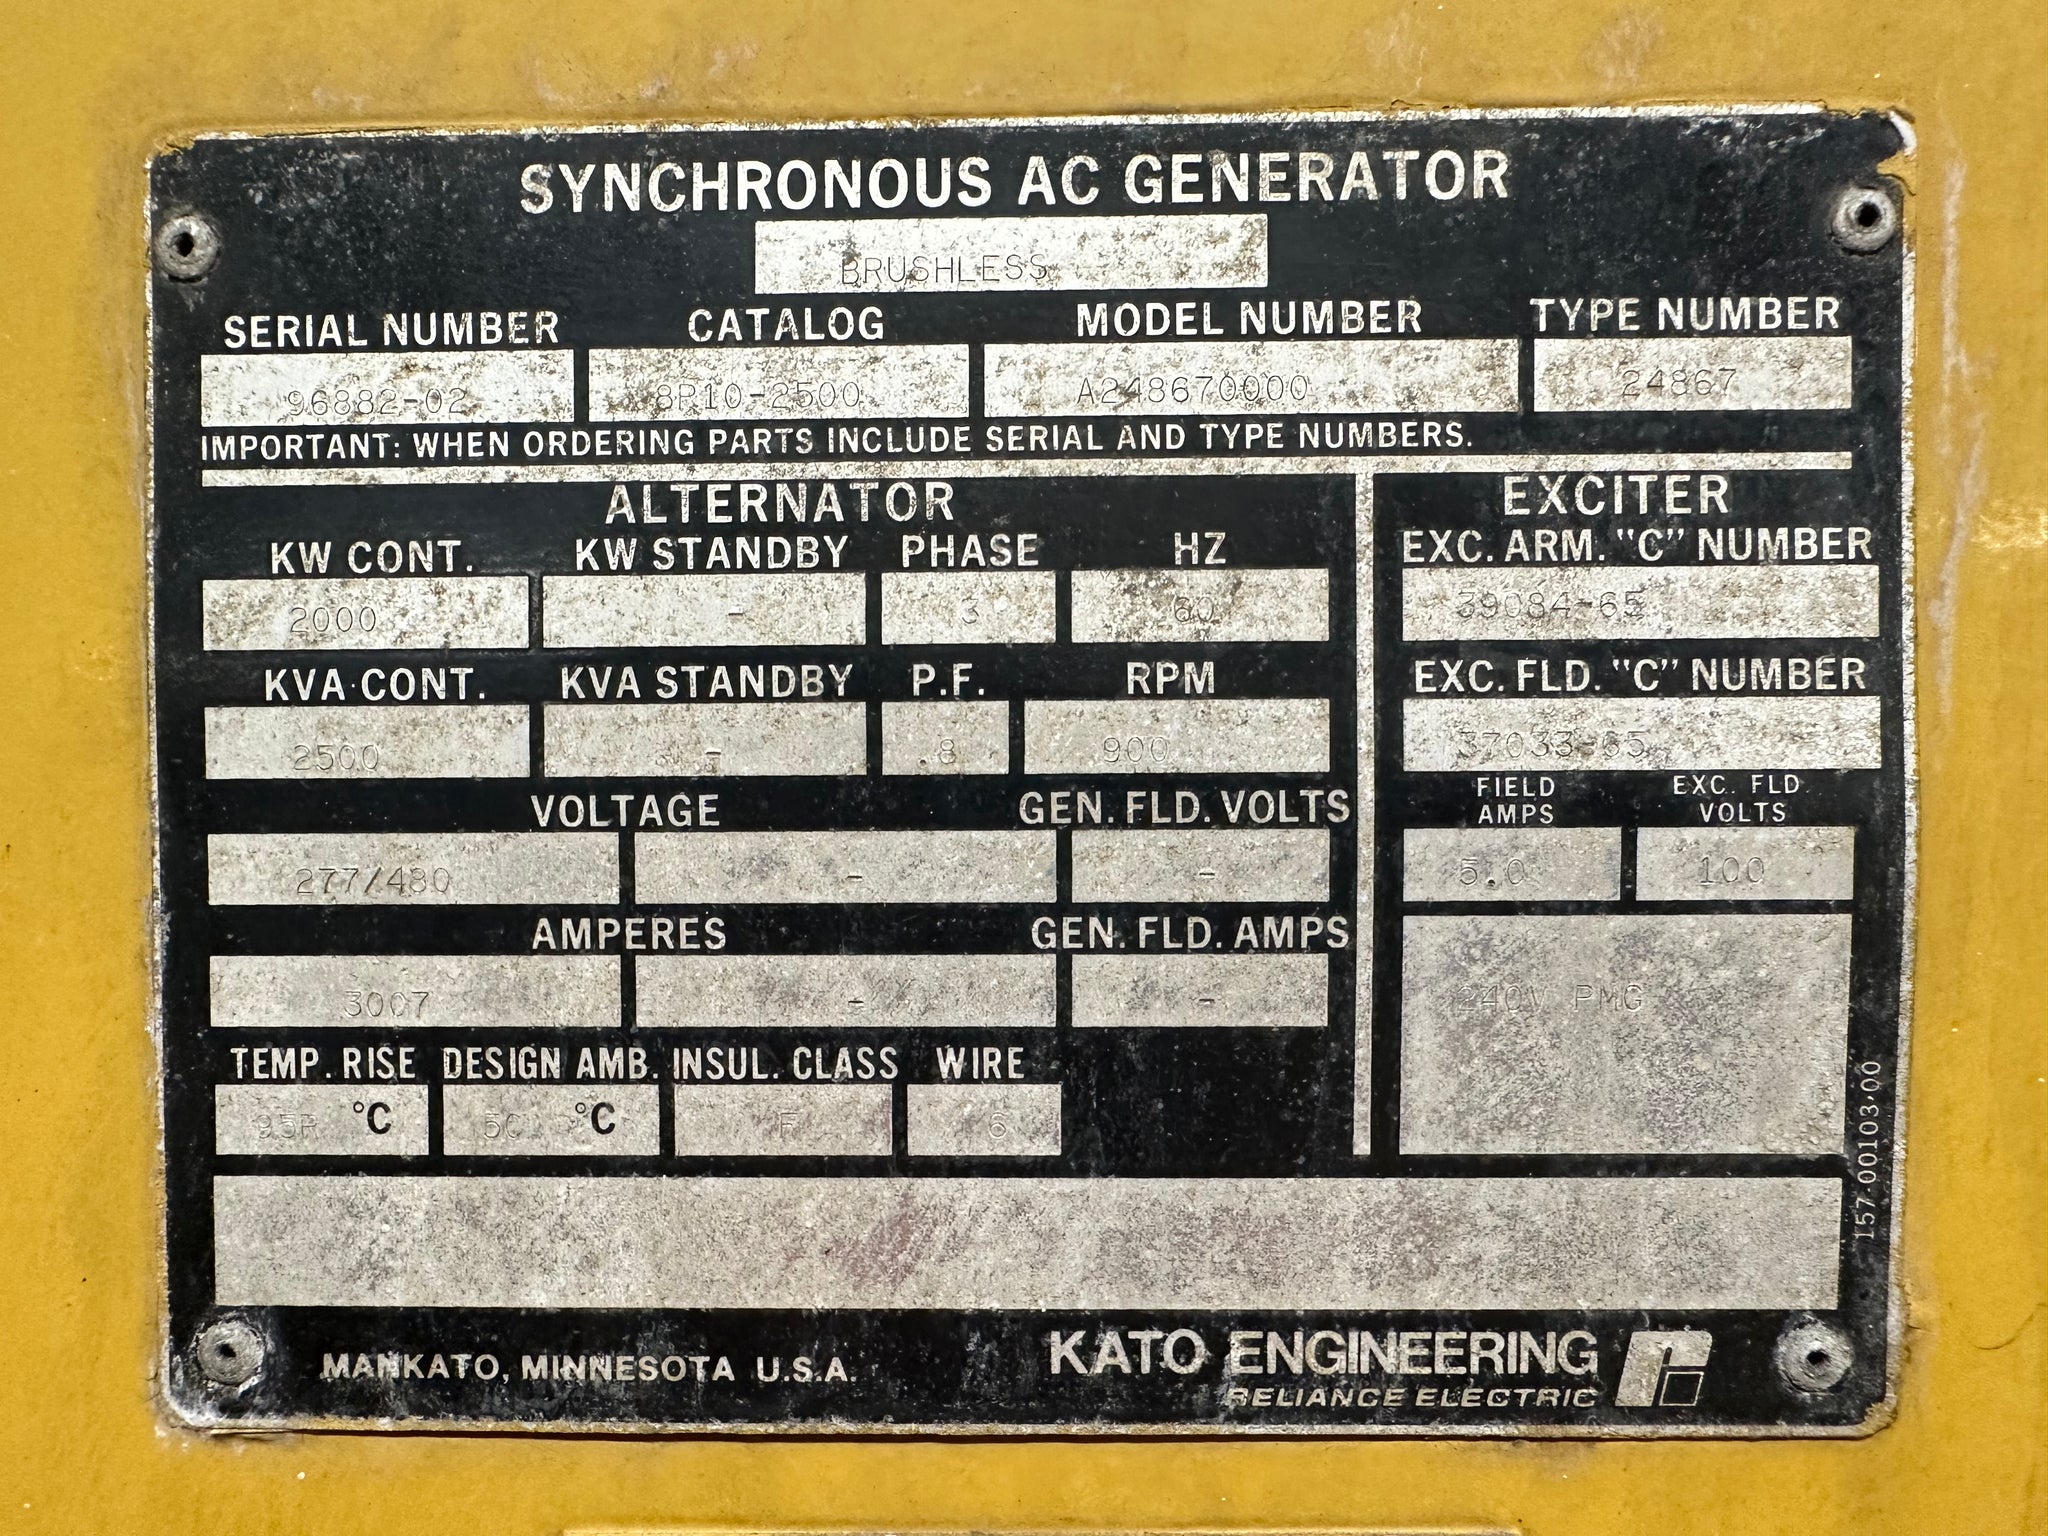 SYNCHRONOUS AC GENERATOR
BRUSHLESS
SERIAL NUMBER CATALOG MODEL NUMBER TYPE NUMBER
96882-02 8P10-2500 A248670000 24867
IMPORTANT: WHEN ORDERING PARTS INCLUDE SERIAL AND TYPE NUMBERS.
ALTERNATOR EXCITER
KW CONT. KW STANDBY PHASE HZ EXC. ARM. "C" NUMBER
2000 - 3 60 39084-65
KVA CONT. KVA STANDBY P.F. RPM EXC. FLD. "C" NUMBER
2500 - .8 900 37033-65
VOLTAGE GEN. FLD. VOLTS FIELD AMPS EXC. FLD. VOLTS
277/480 - - 5.0 100
AMPERES GEN. FLD. AMPS
3007 - - 240V PMG
TEMP. RISE DESIGN AMB. INSUL. CLASS WIRE
95R °C 50 °C F 6
157-00103-00
MANKATO, MINNESOTA U.S.A. KATO ENGINEERING
RELIANCE ELECTRIC